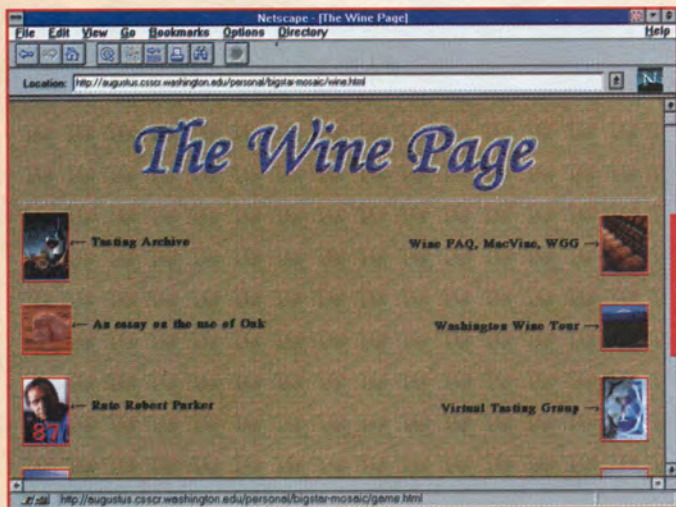 Netscape - [The Wine Page]
File Edit View Go Bookmarks Options Directory Help
Location: http://augustus.csscr.washington.edu/personal/bigstar-mosaic/wine.html
N
The Wine Page
← Tasting Archive
Wine FAQ, MacVine, WGG →
← An essay on the use of Oak
Washington Wine Tour →
← Rate Robert Parker
87
Virtual Tasting Group →
http://augustus.csscr.washington.edu/personal/bigstar-mosaic/game.html